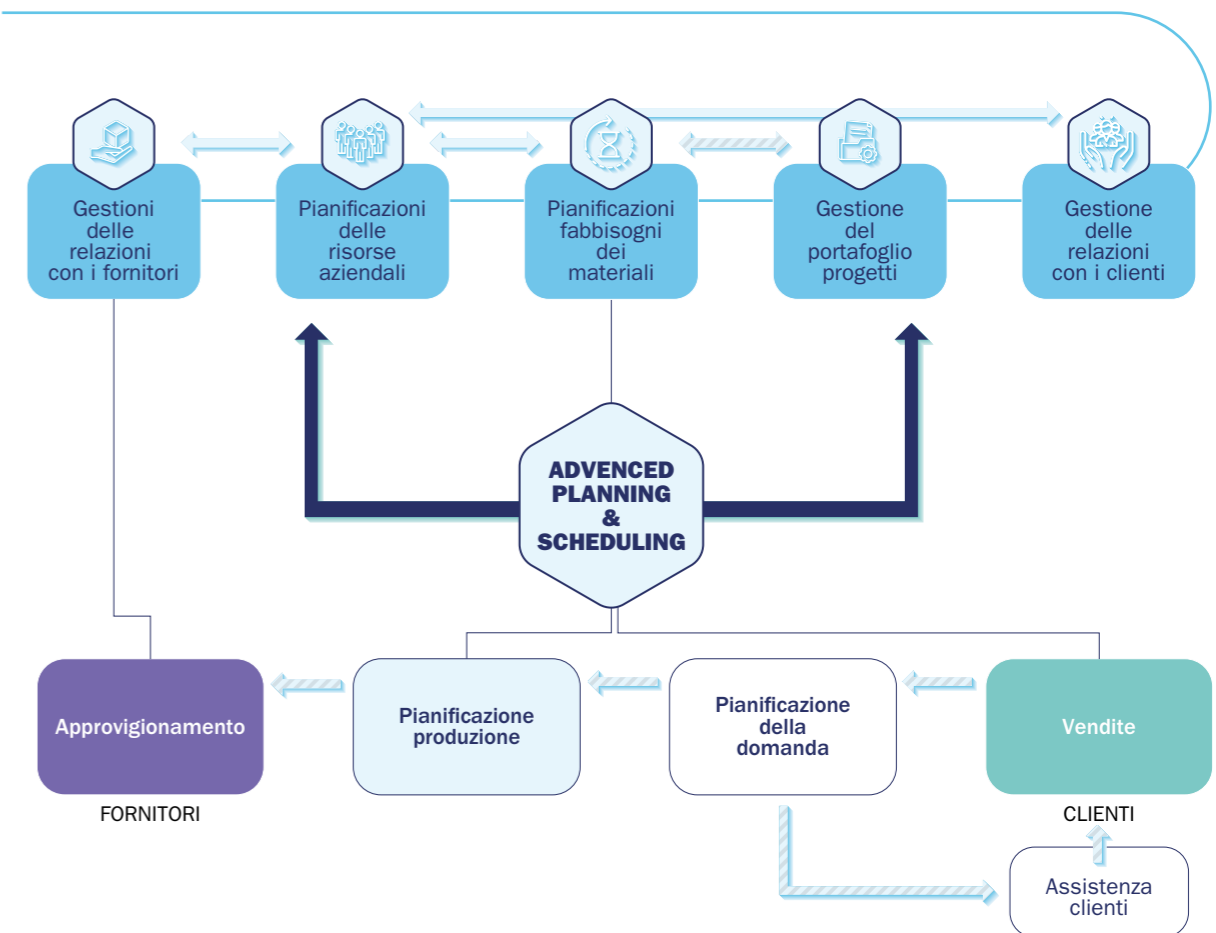 Gestioni
delle
relazioni
con i fornitori
Pianificazioni
delle
risorse
aziendali
Pianificazioni
fabbisogni
dei
materiali
Gestione
del
portafoglio
progetti
Gestione
delle
relazioni
con i clienti
ADVENCED
PLANNING
&
SCHEDULING
Approvigionamento
FORNITORI
Pianificazione
produzione
Pianificazione
della
domanda
Vendite
CLIENTI
Assistenza
clienti